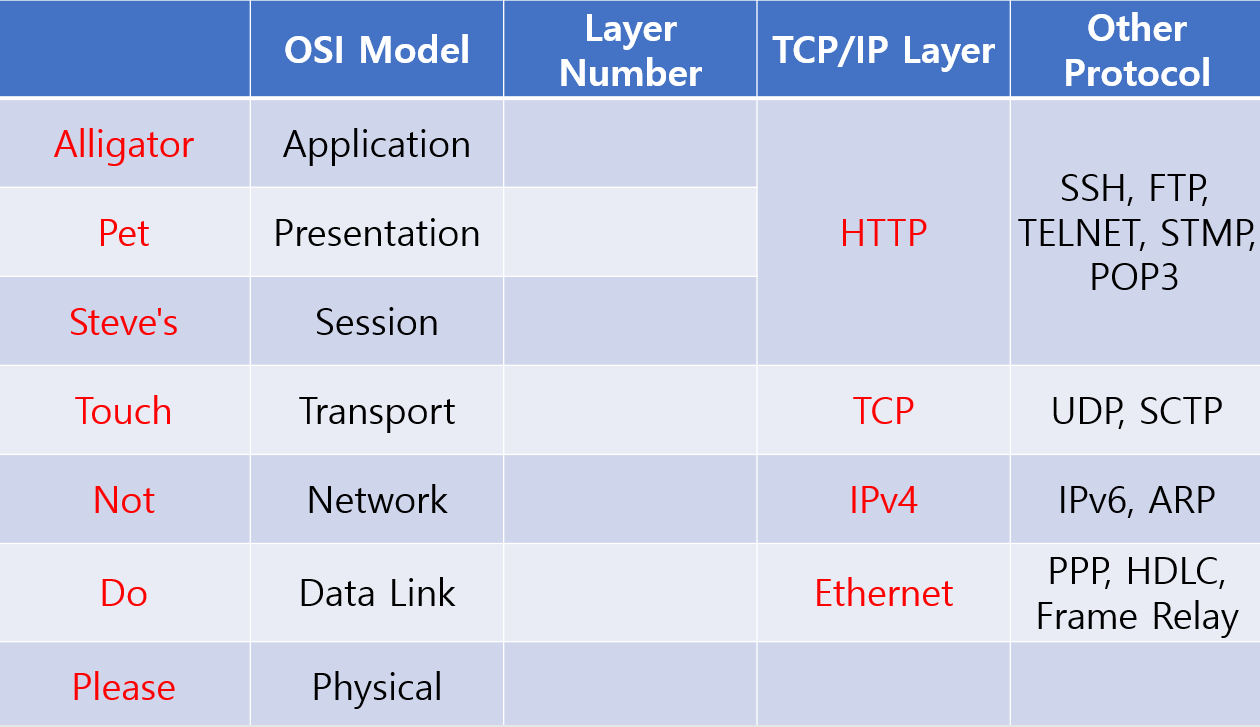 OSI Model
Layer
Number
TCP/IP Layer
Other
Protocol
Alligator
Application
Pet
Presentation
Steve's
Session
HTTP
SSH, FTP,
TELNET, STMP,
POP3
Touch
Transport
TCP
UDP, SCTP
Not
Network
IPv4
IPv6, ARP
Do
Data Link
Ethernet
PPP, HDLC,
Frame Relay
Please
Physical